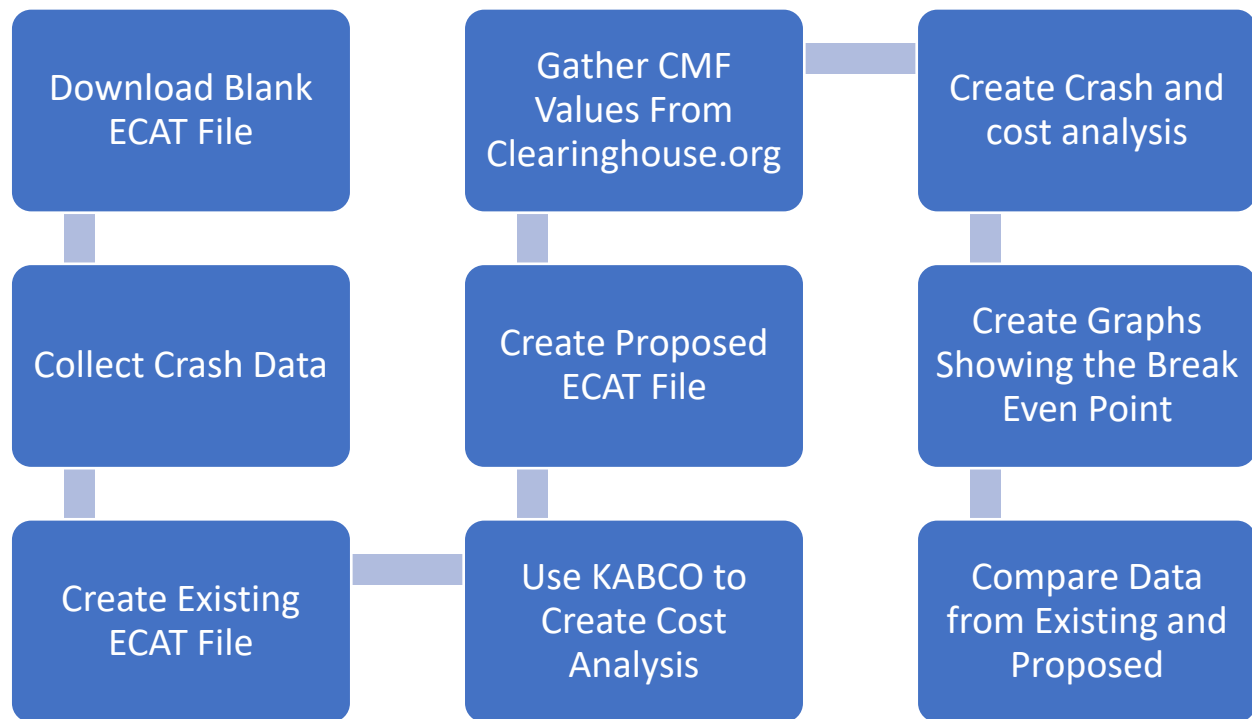 Download Blank
ECAT File
Collect Crash Data
Create Existing
ECAT File
Use KABCO to
Create Cost
Analysis
Create Proposed
ECAT File
Gather CMF
Values From
Clearinghouse.org
Create Crash and
cost analysis
Create Graphs
Showing the Break
Even Point
Compare Data
from Existing and
Proposed